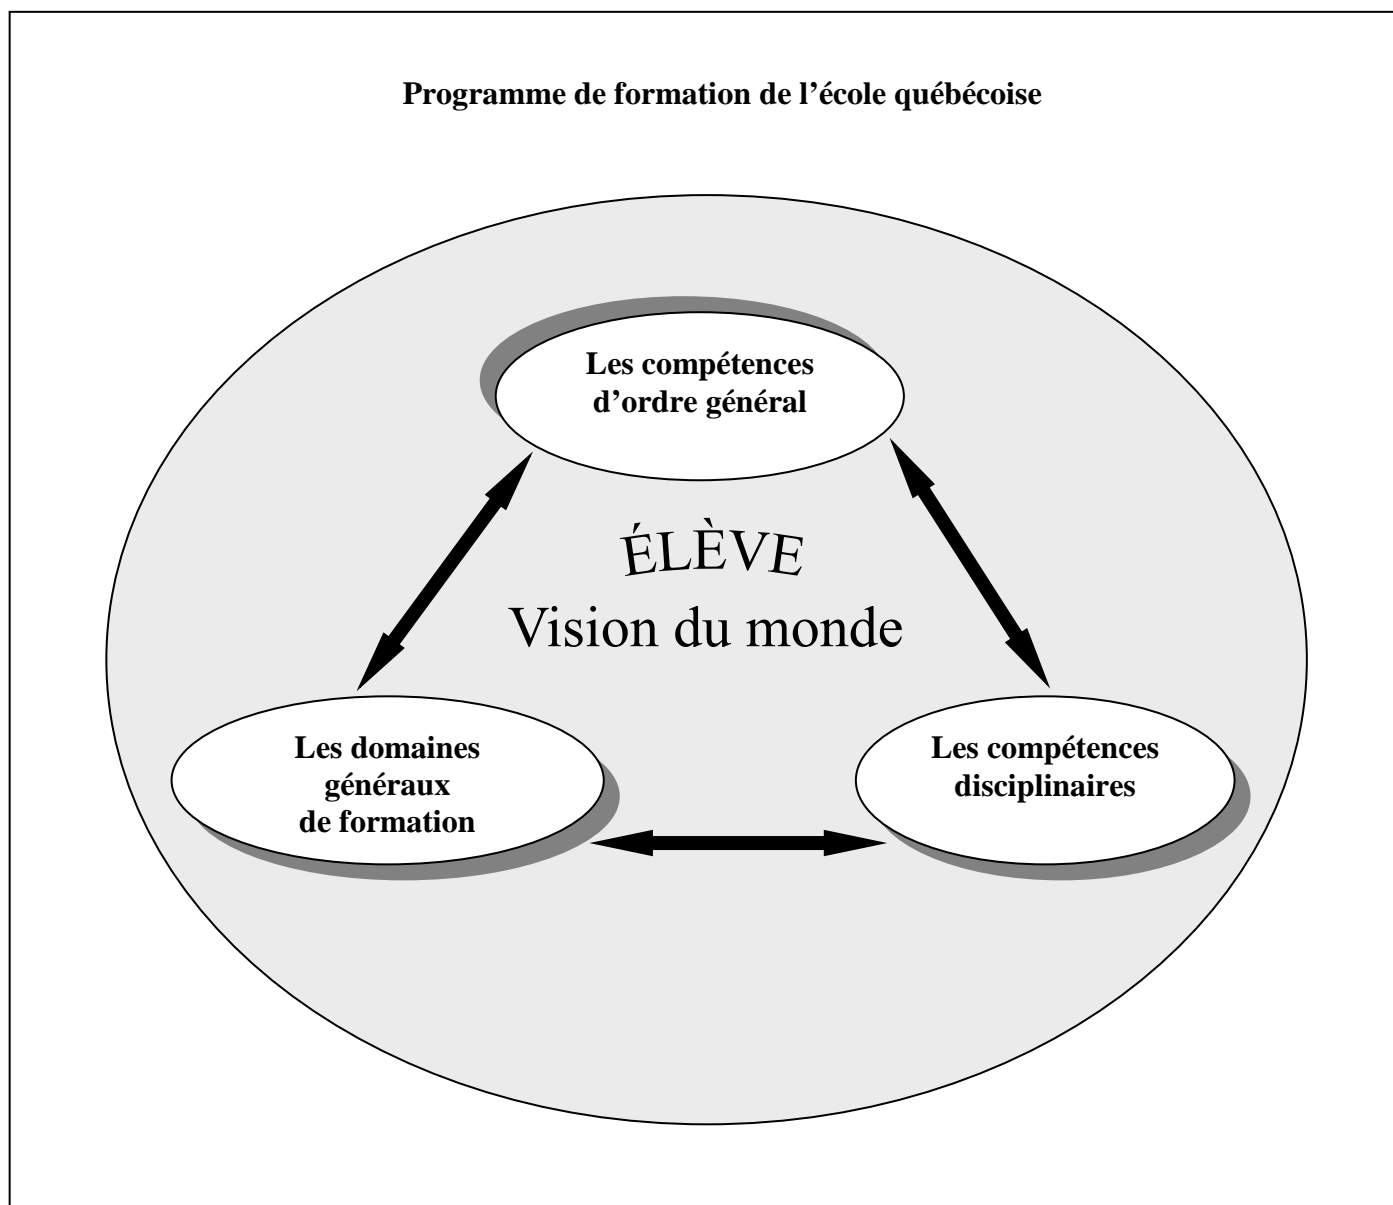 Programme de formation de l’école québécoise
Les compétences
d’ordre général
ÉLÈVE
Vision du monde
Les domaines
généraux
de formation
Les compétences
disciplinaires